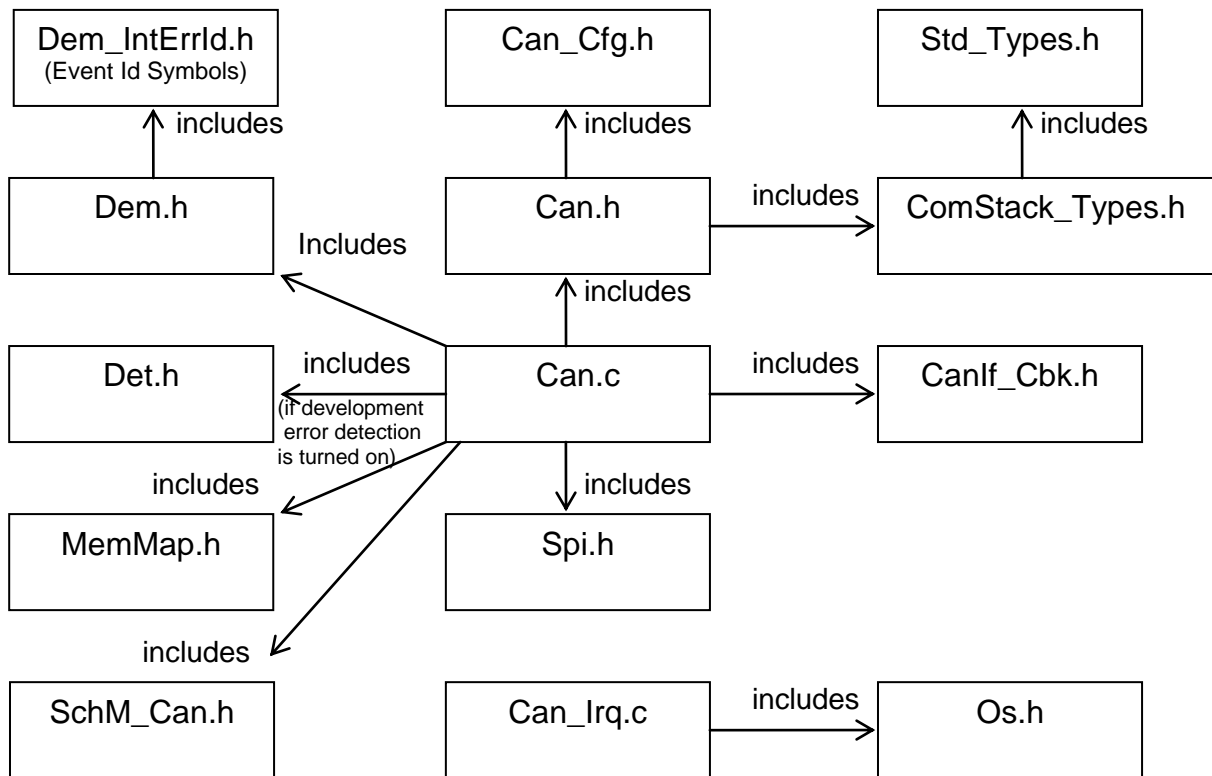 Dem_IntErrId.h
(Event Id Symbols)
Can_Cfg.h
Std_Types.h
includes
includes
includes
Dem.h
Can.h
includes
ComStack_Types.h
Includes
includes
Det.h
includes
Can.c
includes
CanIf_Cbk.h
(if development
error detection
is turned on)
includes
includes
MemMap.h
Spi.h
includes
SchM_Can.h
Can_Irq.c
includes
Os.h